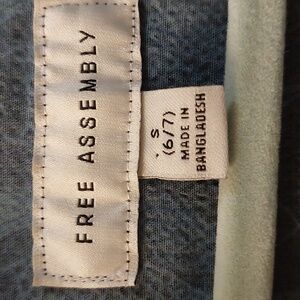 FREE ASSEMBLY
S
(6/7)
MADE IN
BANGLADESH